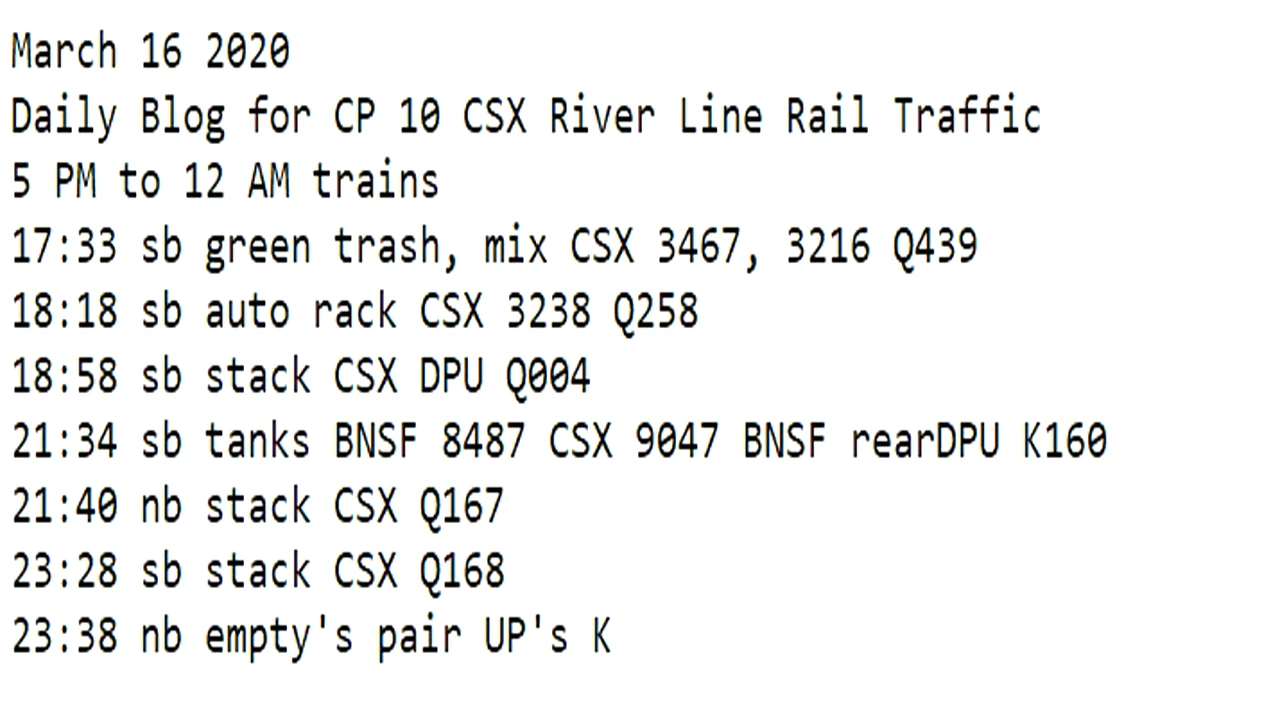 March 16 2020
Daily Blog for CP 10 CSX River Line Rail Traffic
5 PM to 12 AM trains
17:33 sb green trash, mix CSX 3467, 3216 Q439
18:18 sb auto rack CSX 3238 Q258
18:58 sb stack CSX DPU Q004
21:34 sb tanks BNSF 8487 CSX 9047 BNSF rearDPU K160
21:40 nb stack CSX Q167
23:28 sb stack CSX Q168
23:38 nb empty's pair UP's K